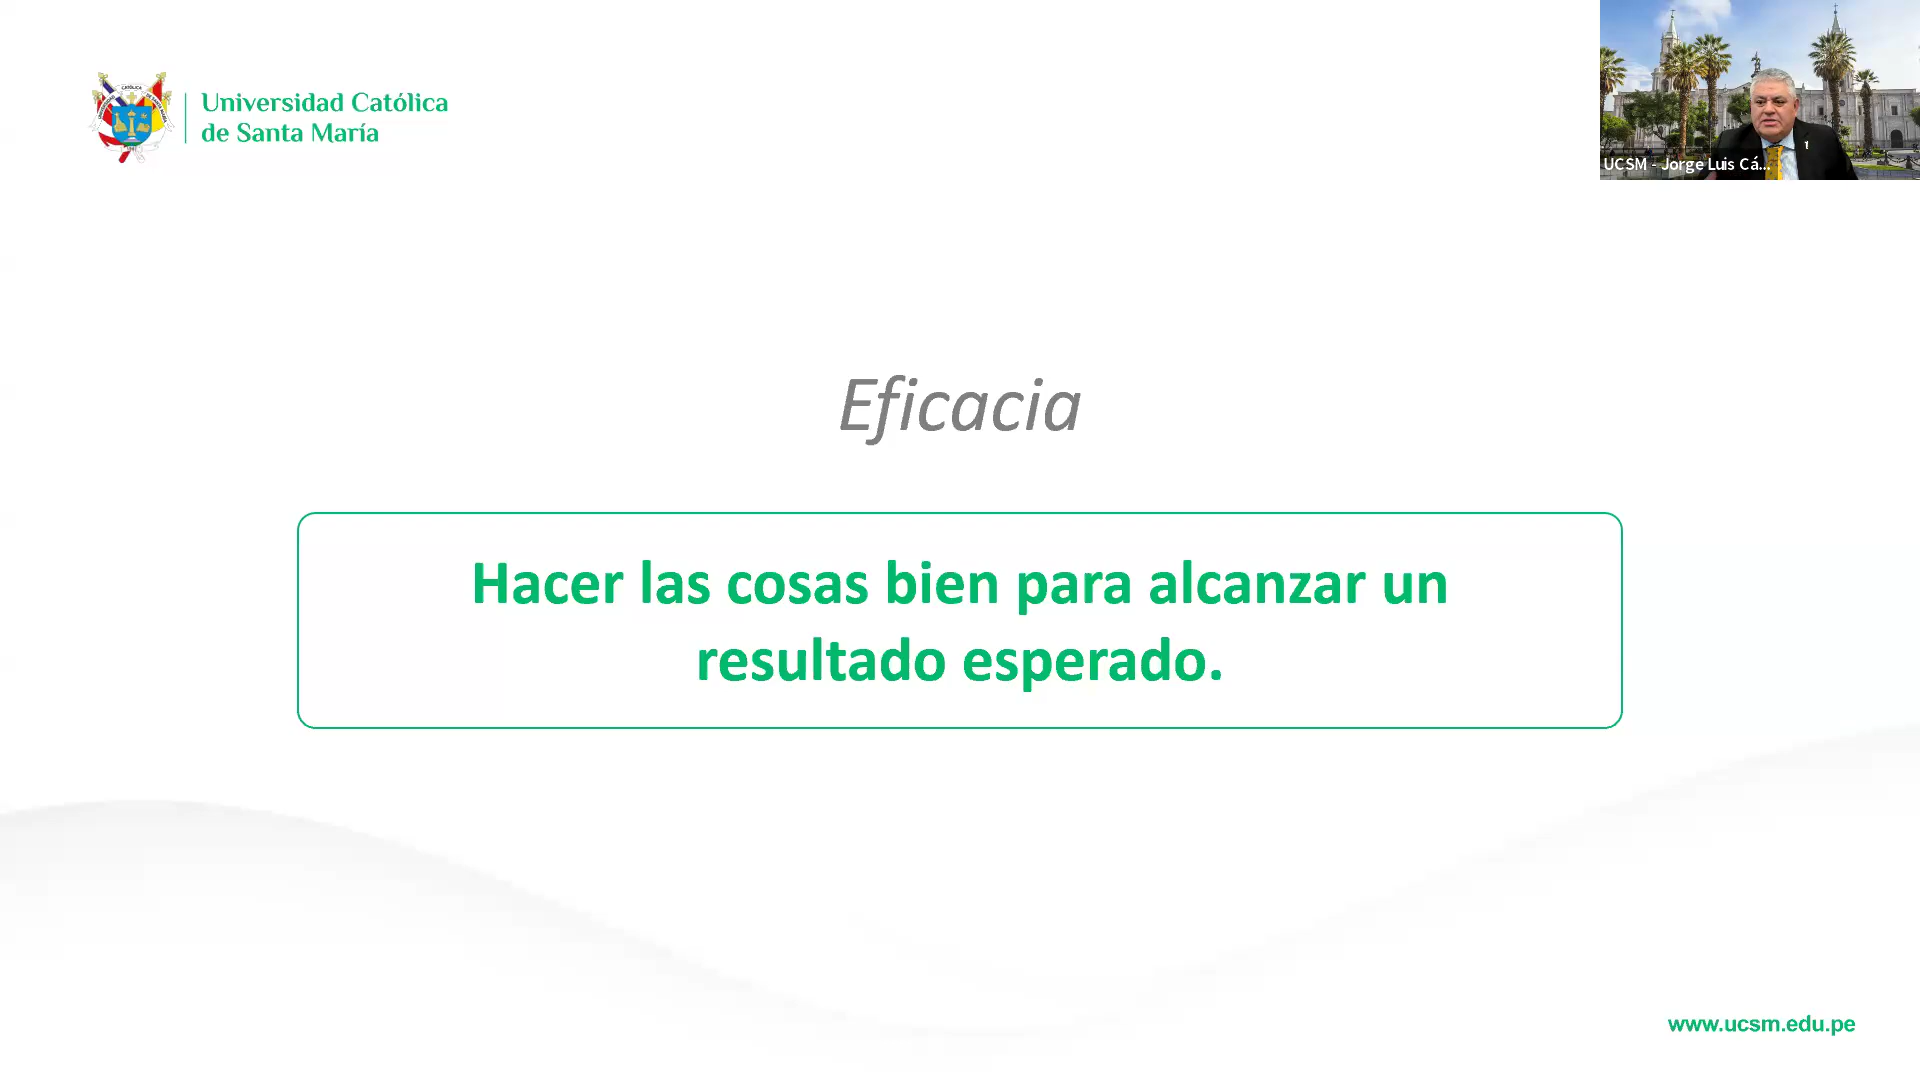 Universidad Católica
de Santa María
UCSM - Jorge Luis Cá...
Eficacia
Hacer las cosas bien para alcanzar un
resultado esperado.
www.ucsm.edu.pe